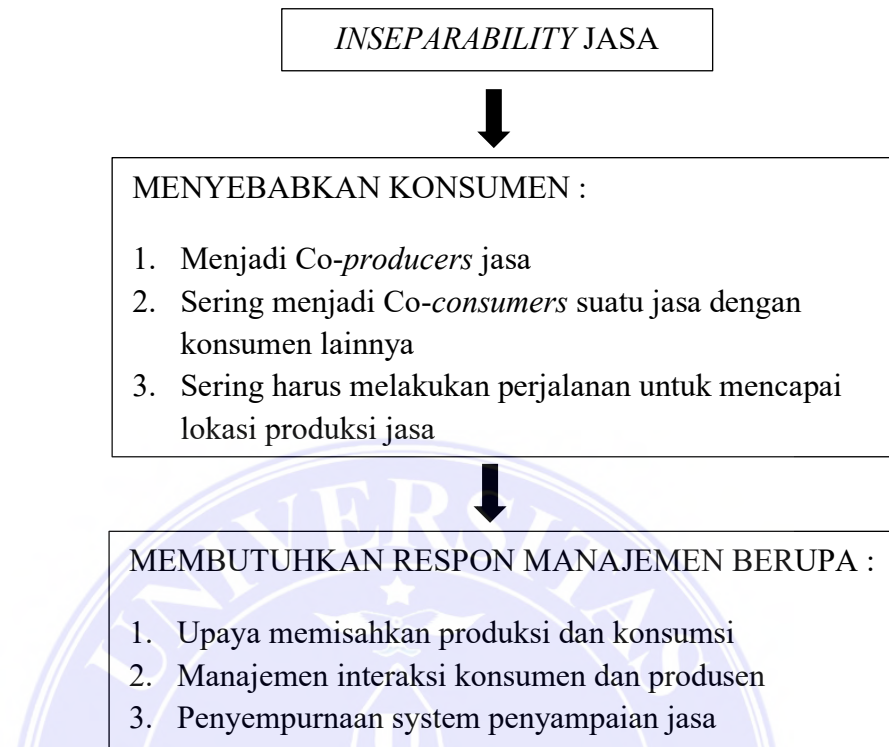 INSEPARABILITY JASA
MENYEBABKAN KONSUMEN :
1. Menjadi Co-producers jasa
2. Sering menjadi Co-consumers suatu jasa dengan
konsumen lainnya
3. Sering harus melakukan perjalanan untuk mencapai
lokasi produksi jasa
UNIVERSITAS
MEMBUTUHKAN RESPON MANAJEMEN BERUPA :
1. Upaya memisahkan produksi dan konsumsi
2. Manajemen interaksi konsumen dan produsen
3. Penyempurnaan system penyampaian jasa